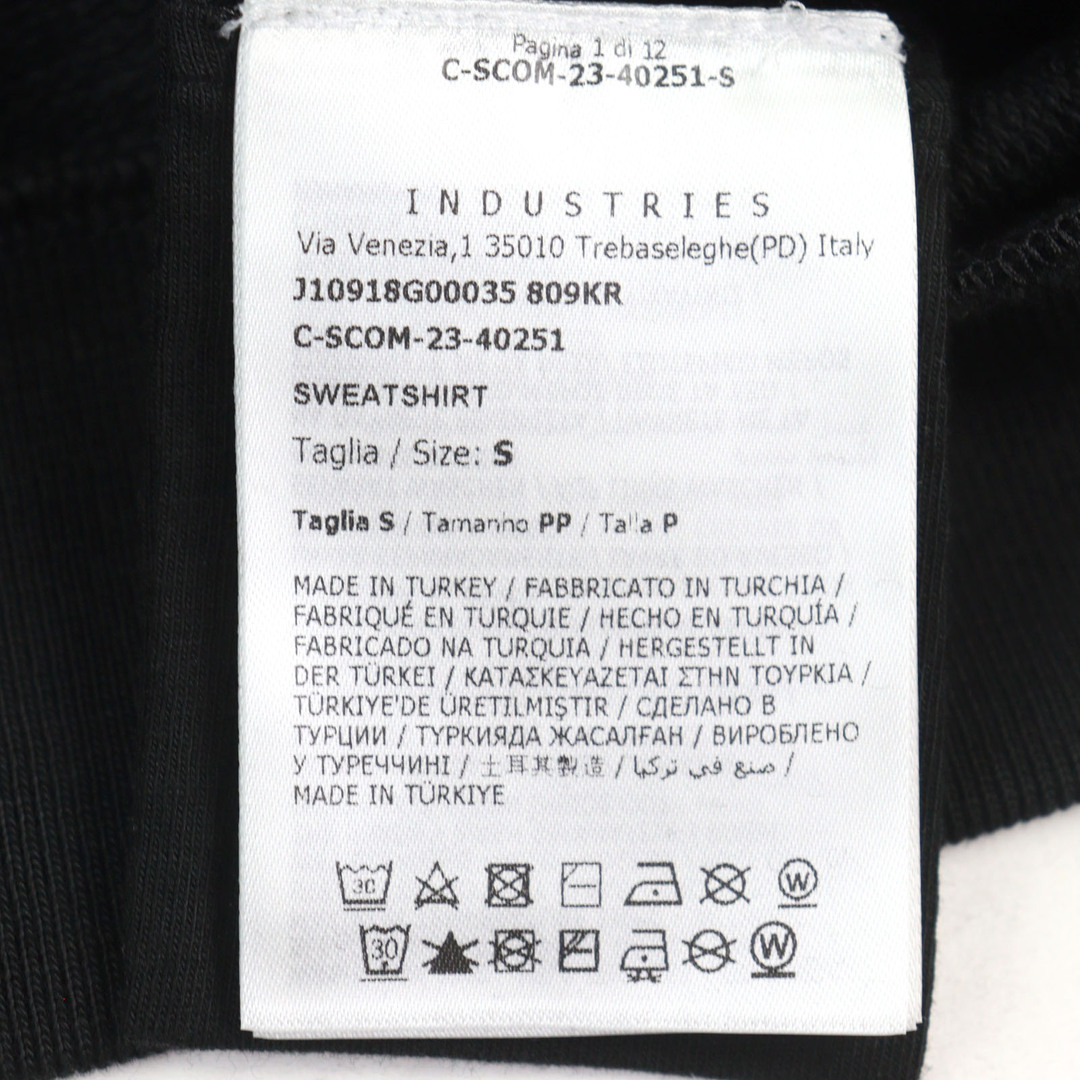 Pagina 1 di 12
C-SCOM-23-40251-S
INDUSTRIES
Via Venezia,1 35010 Trebaseleghe(PD) Italy
J10918G00035 809KR
C-SCOM-23-40251
SWEATSHIRT
Taglia / Size: S
Taglia S / Tamanho PP / Talla P
MADE IN TURKEY / FABBRICATO IN TURCHIA /
FABRIQUÉ EN TURQUIE / HECHO EN TURQUÍA /
FABRICADO NA TURQUIA / HERGESTELLT IN
DER TÜRKEI / ΚΑΤΑΣΚΕΥΑΖΕΤΑΙ ΣΤΗΝ ΤΟΥΡΚΙΑ /
TÜRKIYE'DE ÜRETILMIŞTIR / СДЕЛАНО В
ТУРЦИИ / ТҮРКИЯДА ЖАСАЛҒАН / ВИРОБЛЕНО
У ТУРЕЧЧИНІ / 土耳其製造 / صنع في تركيا /
MADE IN TÜRKIYE
30 W
30 W